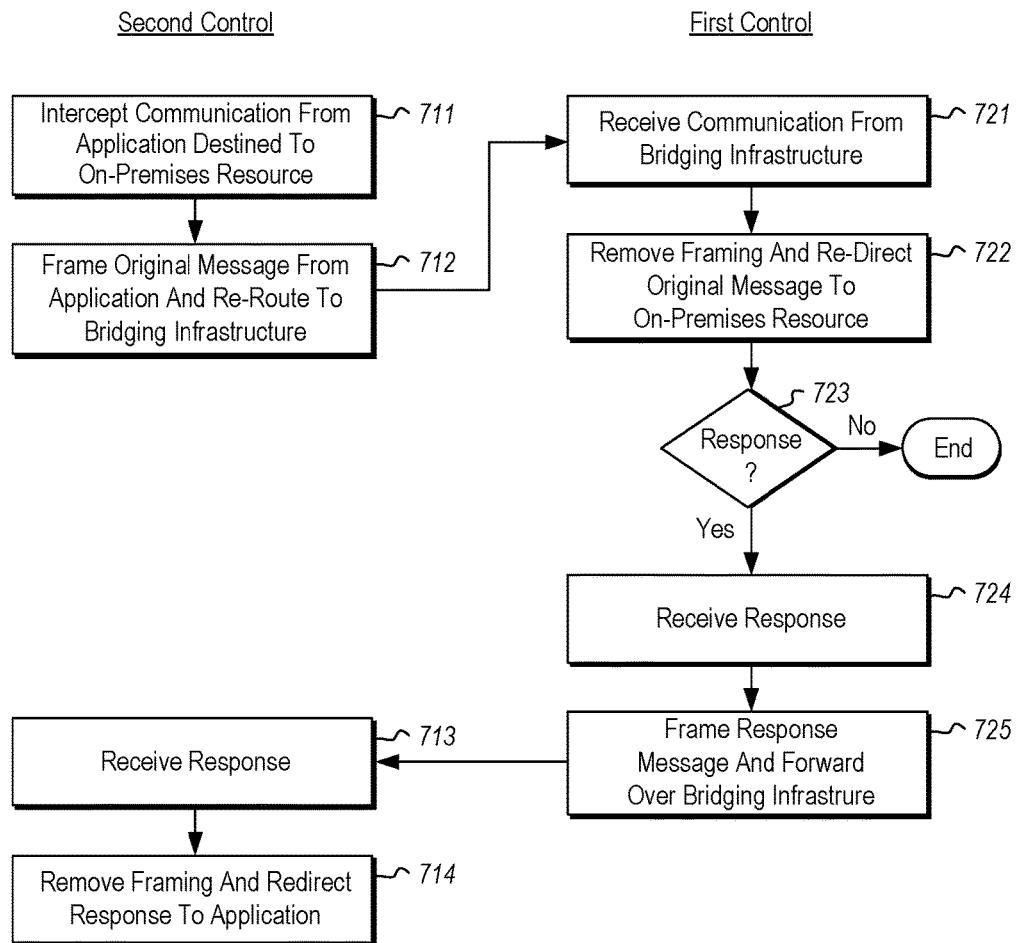 Second Control
First Control
Intercept Communication From
Application Destined To
On-Premises Resource
711
Frame Original Message From
Application And Re-Route To
Bridging Infrastructure
712
Receive Communication From
Bridging Infrastructure
721
Remove Framing And Re-Direct
Original Message To
On-Premises Resource
722
723
Response
?
No
End
Yes
Receive Response
724
Frame Response
Message And Forward
Over Bridging Infrastrure
725
Receive Response
713
Remove Framing And Redirect
Response To Application
714